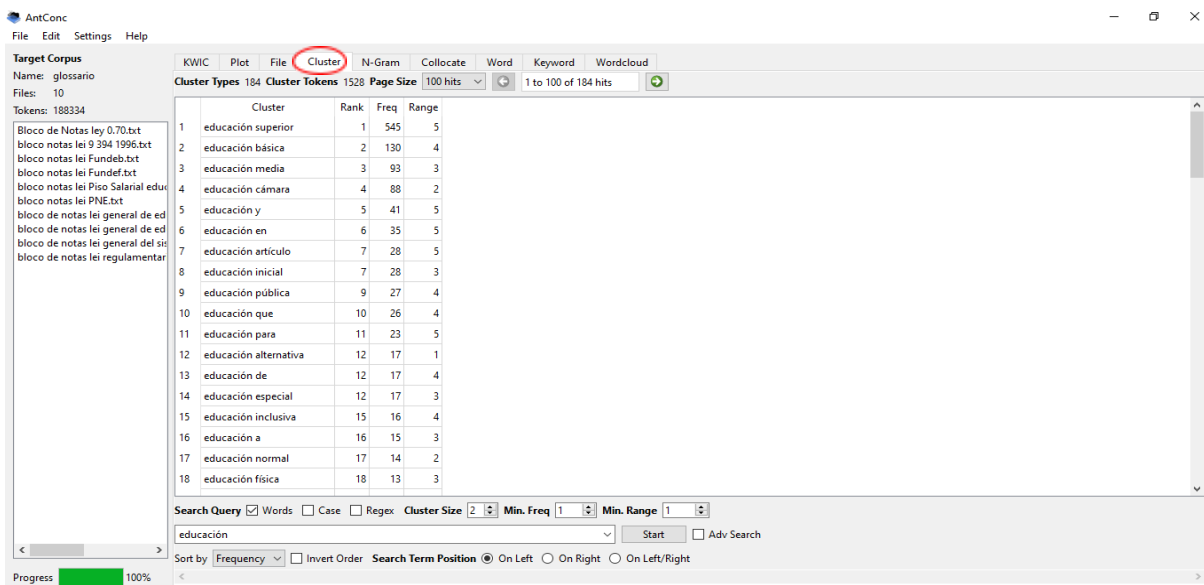 AntConc
File Edit Settings Help
Target Corpus
Name: glossario
Files: 10
Tokens: 188334
Bloco de Notas ley 0.70.txt
bloco notas lei 9 394 1996.txt
bloco notas lei Fundeb.txt
bloco notas lei Fundef.txt
bloco de notas lei Piso Salarial educ
bloco notas lei PNE.txt
bloco de notas lei general de ed
bloco de notas lei general de ed
bloco de notas lei general del sis
bloco de notas lei regulamentar
Progress 100%
KWIC Plot File Cluster N-Gram Collocate Word Keyword Wordcloud
Cluster Types 184 Cluster Tokens 1528 Page Size 100 hits 1 to 100 of 184 hits
Cluster Rank Freq Range
1 educación superior 1 545 5
2 educación básica 2 130 4
3 educación media 3 93 3
4 educación cámara 4 88 2
5 educación y 5 41 5
6 educación en 6 35 5
7 educación artículo 7 28 5
8 educación inicial 7 28 3
9 educación pública 9 27 4
10 educación que 10 26 4
11 educación para 11 23 5
12 educación alternativa 12 17 1
13 educación de 12 17 4
14 educación especial 12 17 3
15 educación inclusiva 15 16 4
16 educación a 16 15 3
17 educación normal 17 14 2
18 educación física 18 13 3
Search Query Words Case Regex Cluster Size 2 Min. Freq 1 Min. Range 1
educación Start Adv Search
Sort by Frequency Invert Order Search Term Position On Left On Right On Left/Right